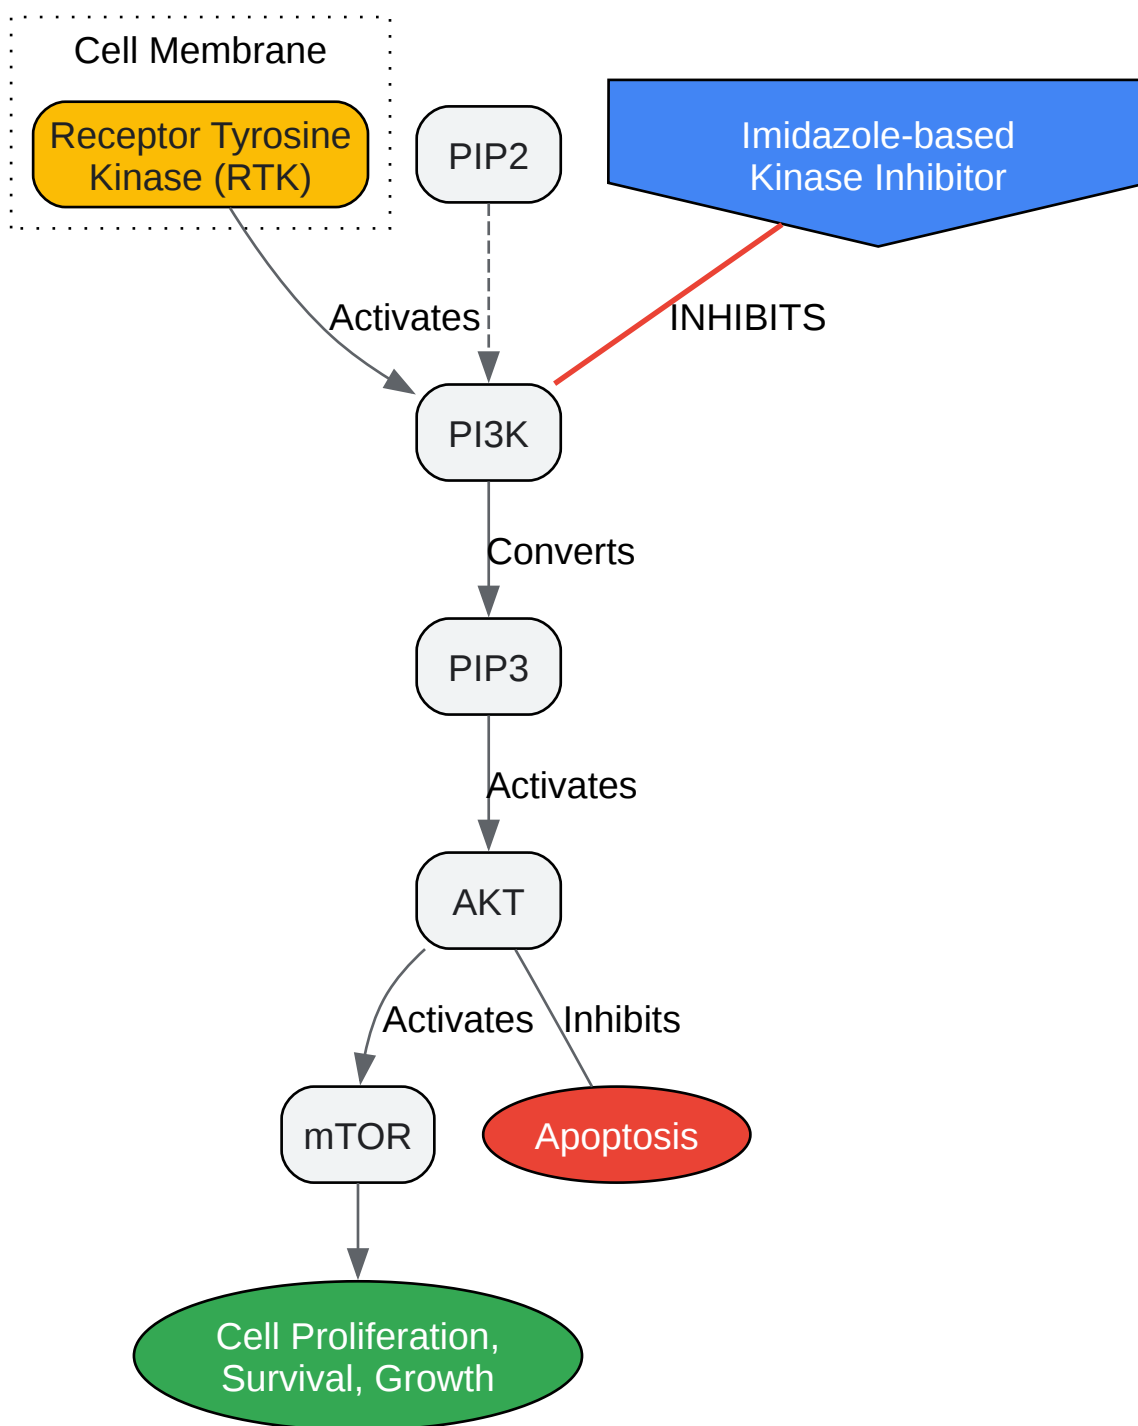 Cell Membrane
Receptor Tyrosine
Kinase (RTK)
PIP2
Imidazole-based
Kinase Inhibitor
Activates
INHIBITS
PI3K
Converts
PIP3
Activates
AKT
Activates
Inhibits
mTOR
Apoptosis
Cell Proliferation,
Survival, Growth